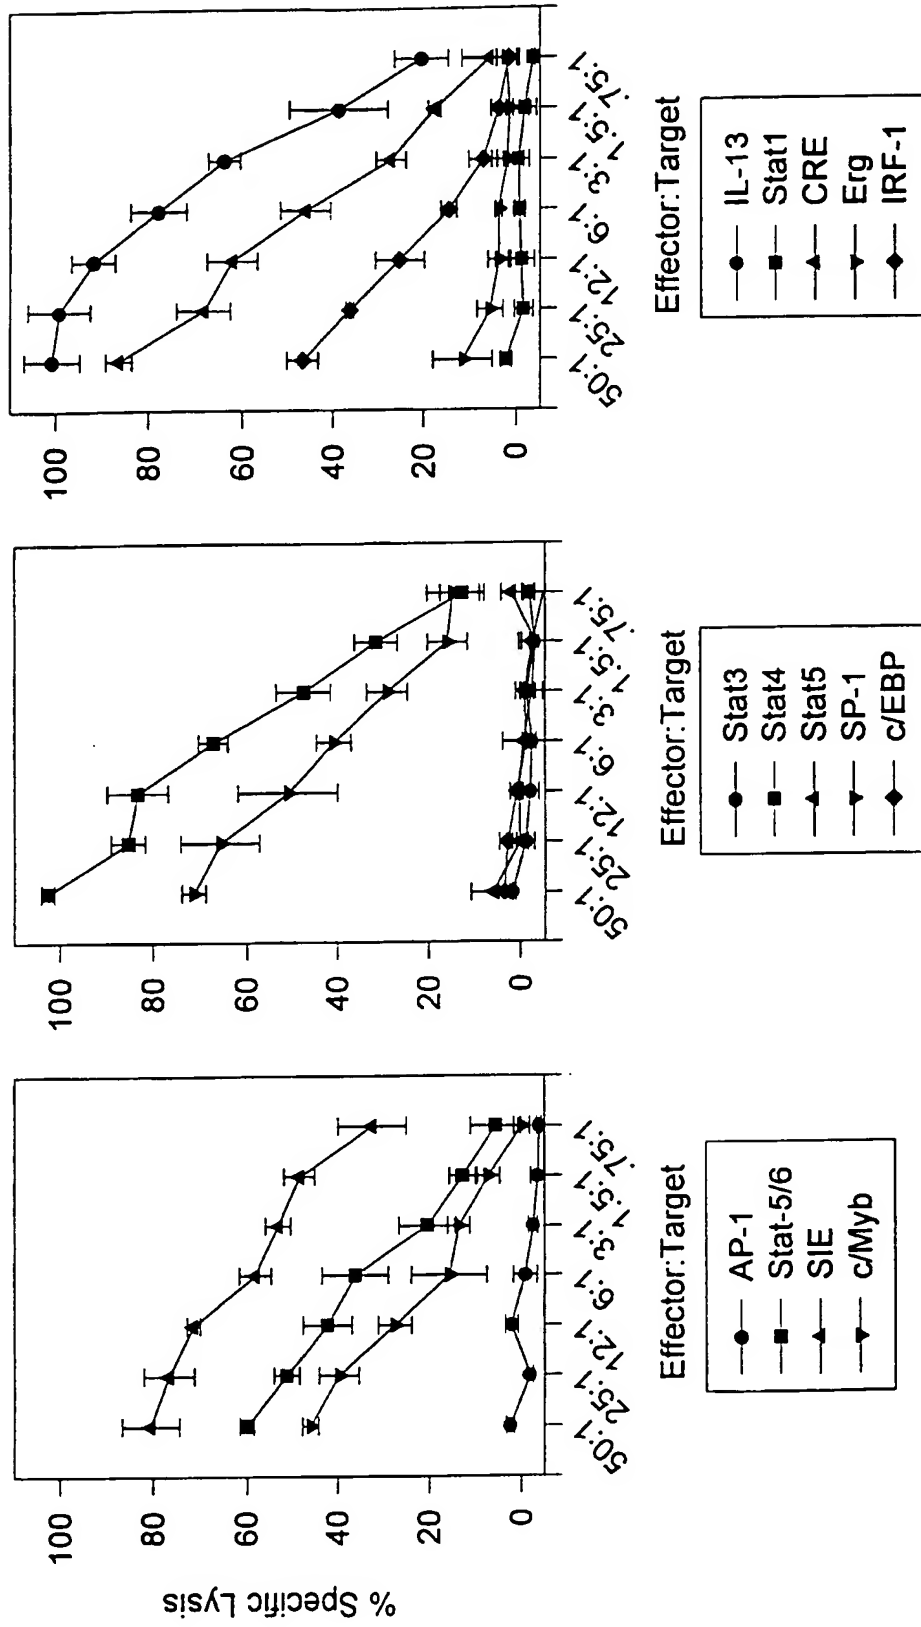 % Specific Lysis
100
80
60
40
20
0
50:1
25:1
12:1
6:1
3:1
1.5:1
.75:1
Effector:Target
AP-1
Stat-5/6
SIE
c/Myb
100
80
60
40
20
0
50:1
25:1
12:1
6:1
3:1
1.5:1
.75:1
Effector:Target
Stat3
Stat4
Stat5
SP-1
c/EBP
100
80
60
40
20
0
50:1
25:1
12:1
6:1
3:1
1.5:1
.75:1
Effector:Target
IL-13
Stat1
CRE
Erg
IRF-1